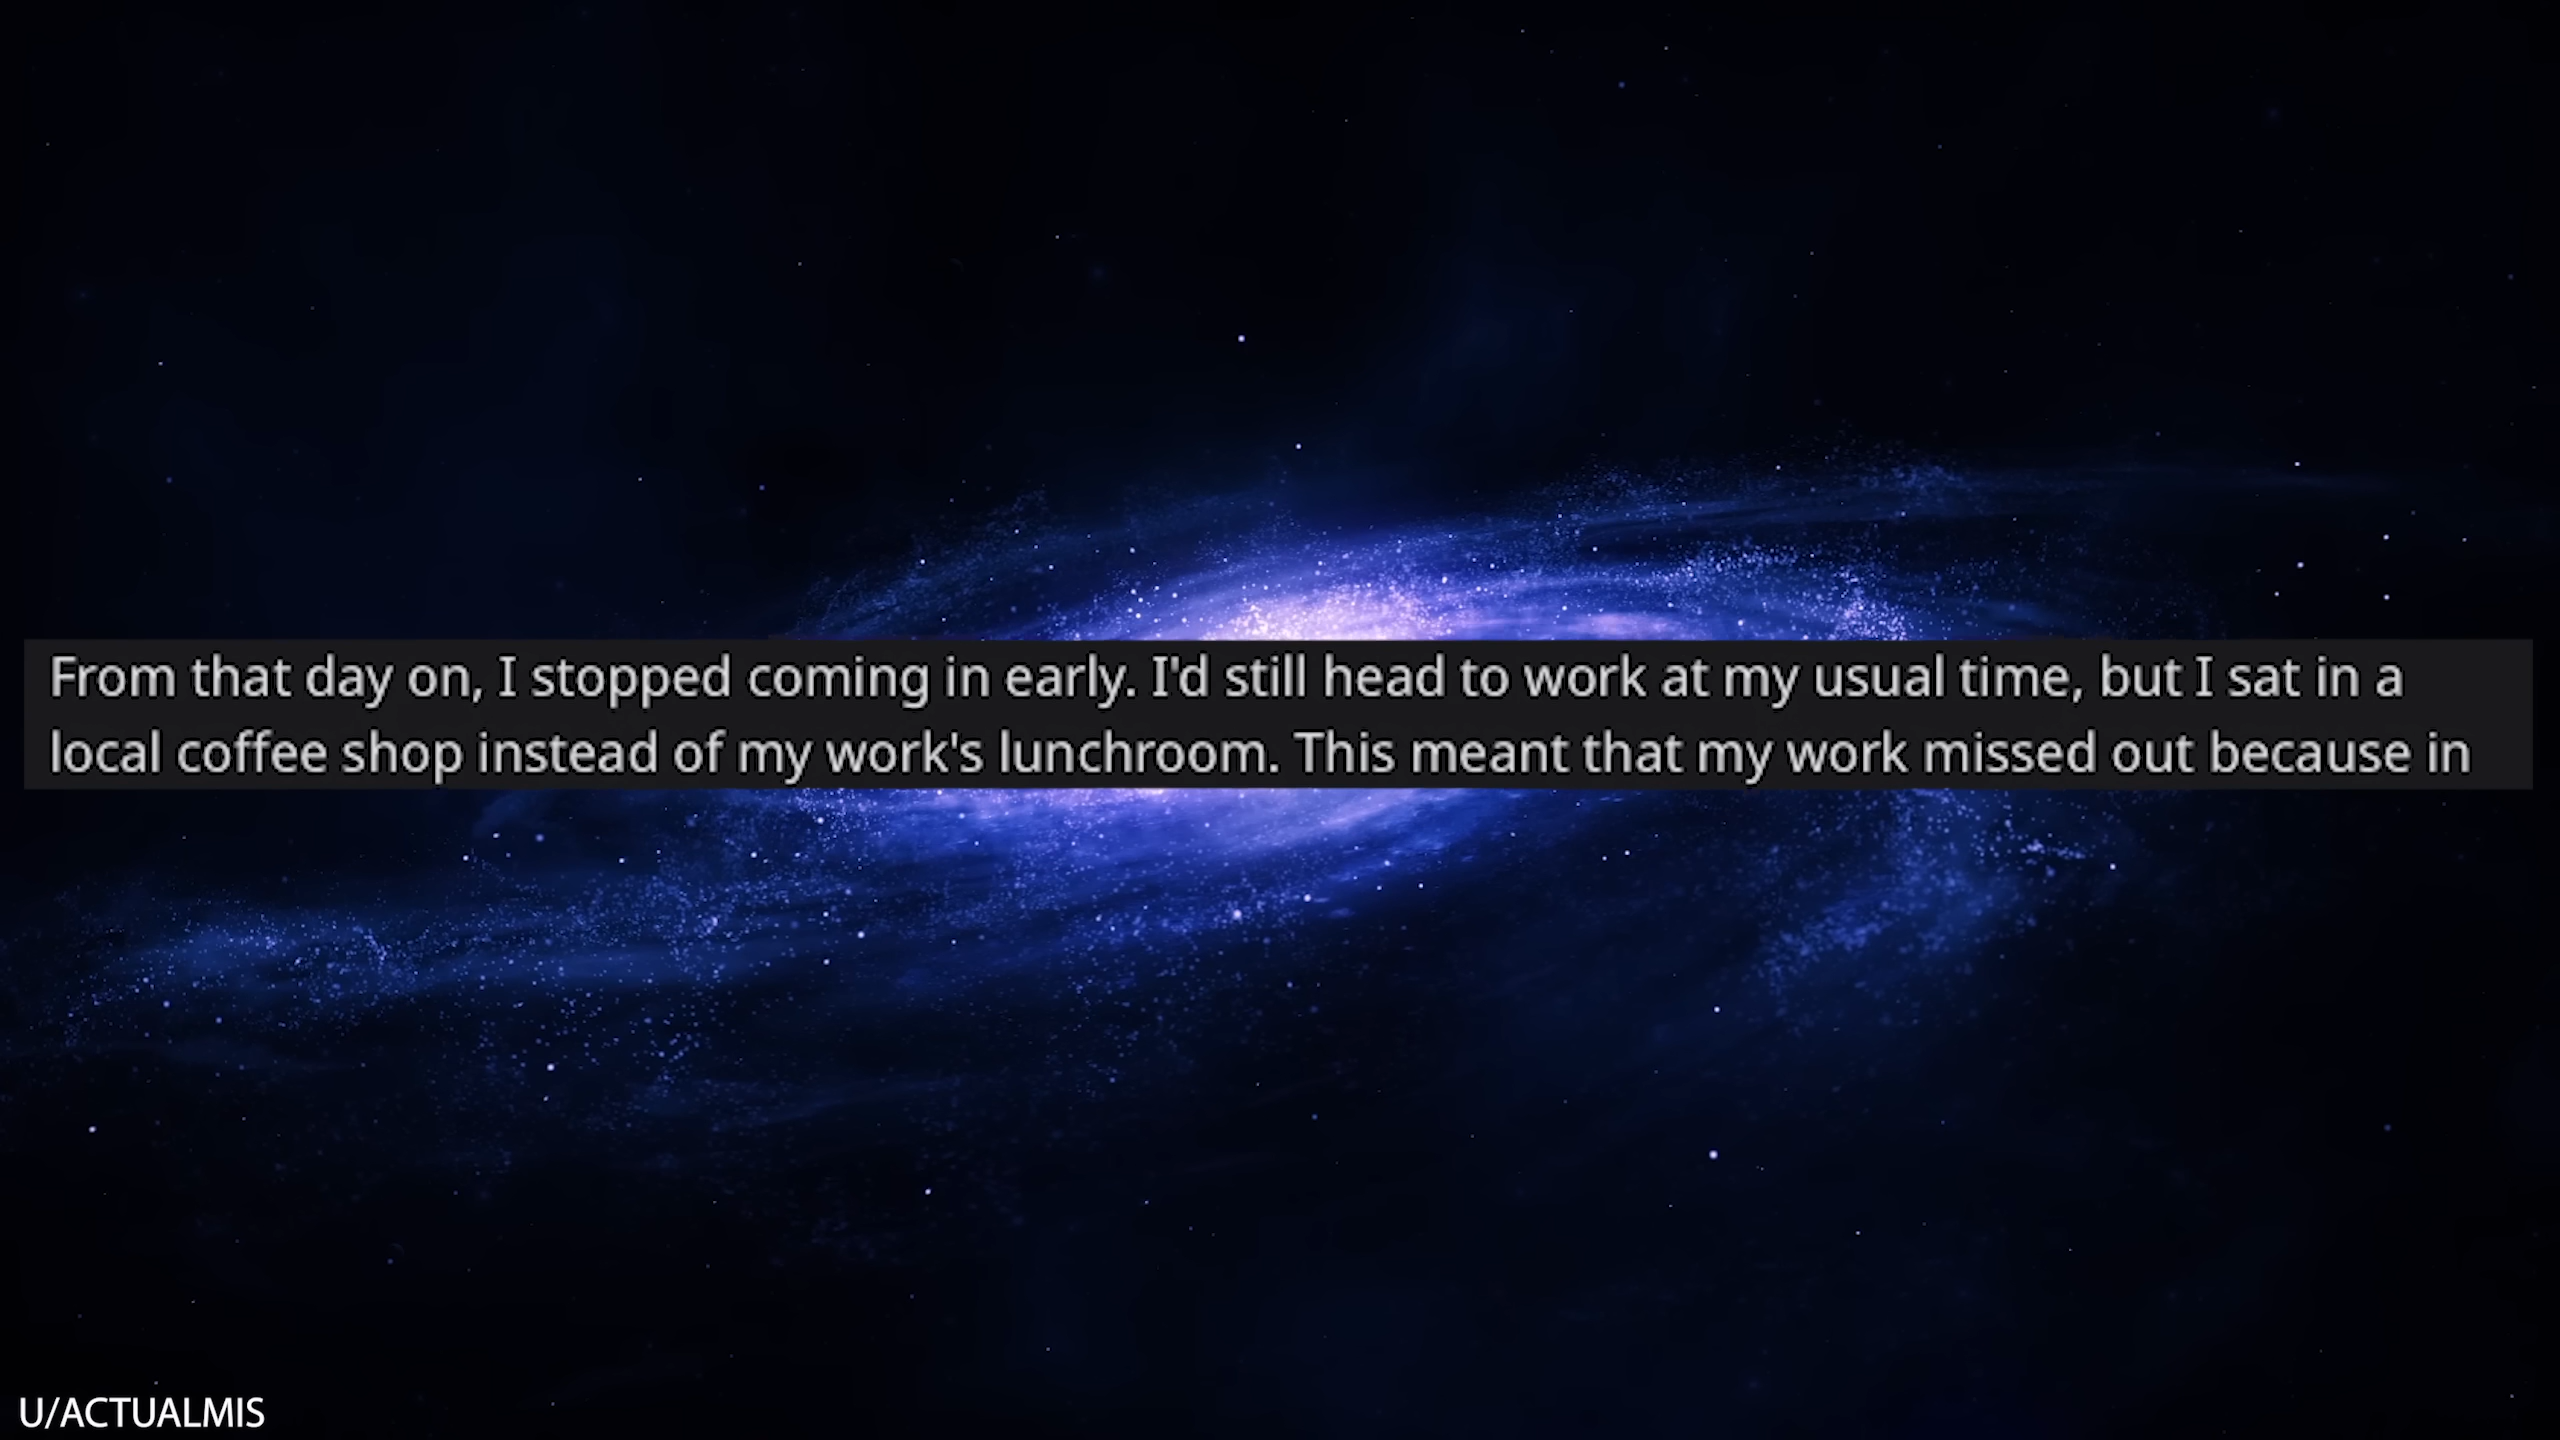 From that day on, I stopped coming in early. I'd still head to work at my usual time, but I sat in a
local coffee shop instead of my work's lunchroom. This meant that my work missed out because in
U/ACTUALMIS